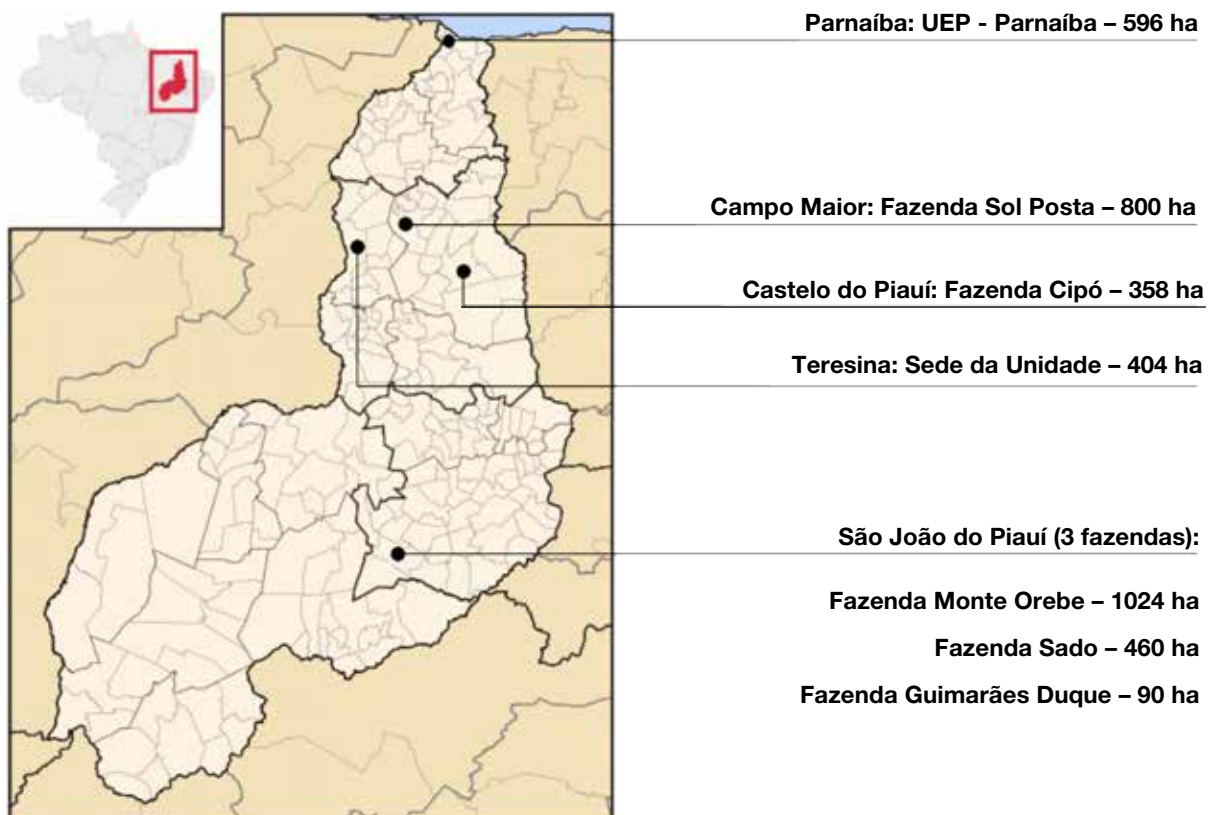 Parnaíba: UEP - Parnaíba – 596 ha
Campo Maior: Fazenda Sol Posta – 800 ha
Castelo do Piauí: Fazenda Cipó – 358 ha
Teresina: Sede da Unidade – 404 ha
São João do Piauí (3 fazendas):
Fazenda Monte Orebe – 1024 ha
Fazenda Sado – 460 ha
Fazenda Guimarães Duque – 90 ha